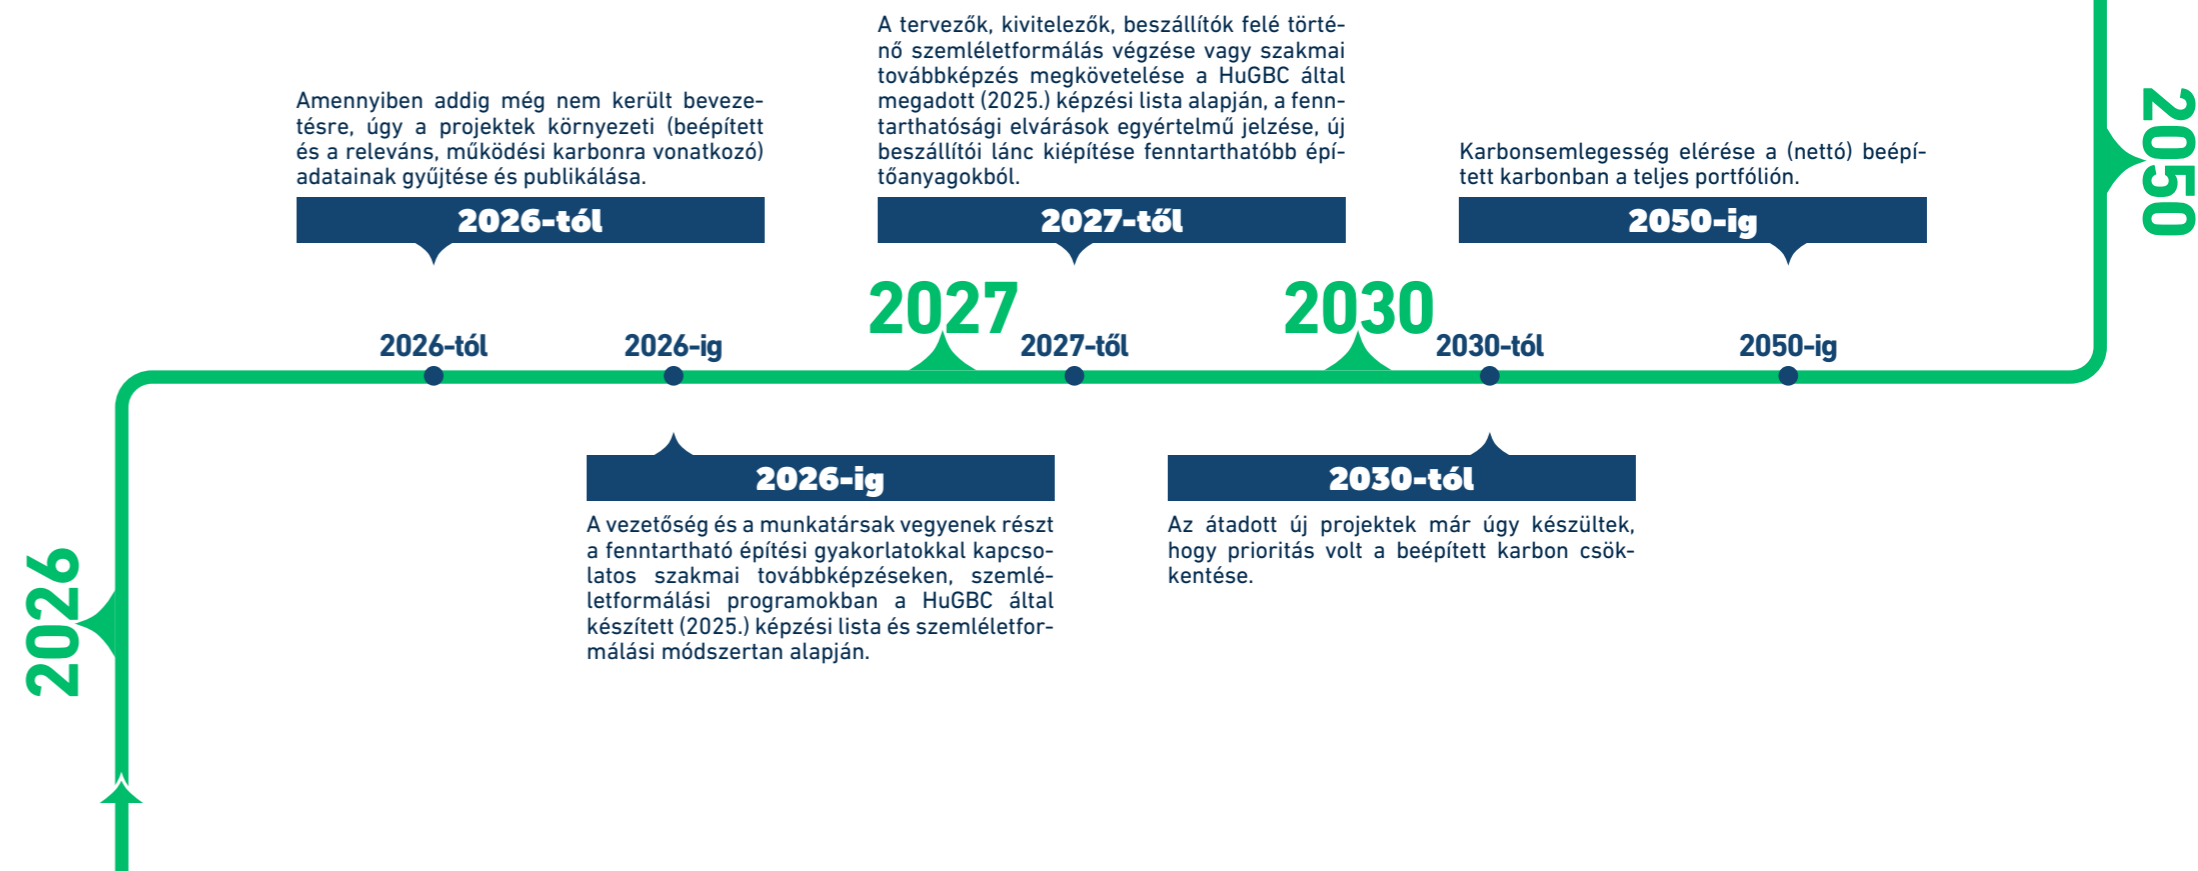 A tervezők, kivitelezők, beszállítók felé törté-
nő szemléletformálás végzése vagy szakmai
továbbképzés megkövetelése a HuGBC által
megadott (2025.) képzési lista alapján, a fenn-
tarthatósági elvárások egyértelmű jelzése, új
beszállítói lánc kiépítése fenntarthatóbb épí-
tőanyagokból.
Amennyiben addig még nem került beveze-
tésre, úgy a projektek környezeti (beépített
és a releváns, működési karbonra vonatkozó)
adatainak gyűjtése és publikálása.
Karbonsemlegesség elérése a (nettó) beépí-
tett karbonban a teljes portfólión.
2026-tól
2027-től
2050-ig
2050
2027
2030
2026-tól
2026-ig
2027-től
2030-tól
2050-ig
2026-ig
2030-tól
A vezetőség és a munkatársak vegyenek részt
a fenntartható építési gyakorlatokkal kapcso-
latos szakmai továbbképzéseken, szemlé-
letformálási programokban a HuGBC által
készített (2025.) képzési lista és szemléletfor-
málási módszertan alapján.
Az átadott új projektek már úgy készültek,
hogy prioritás volt a beépített karbon csök-
kentése.
2026